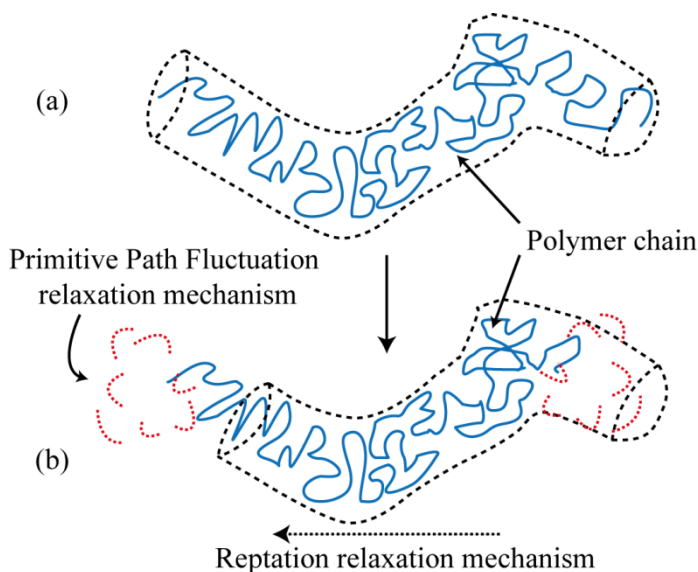 (a)
Polymer chain
Primitive Path Fluctuation
relaxation mechanism
(b)
Reptation relaxation mechanism